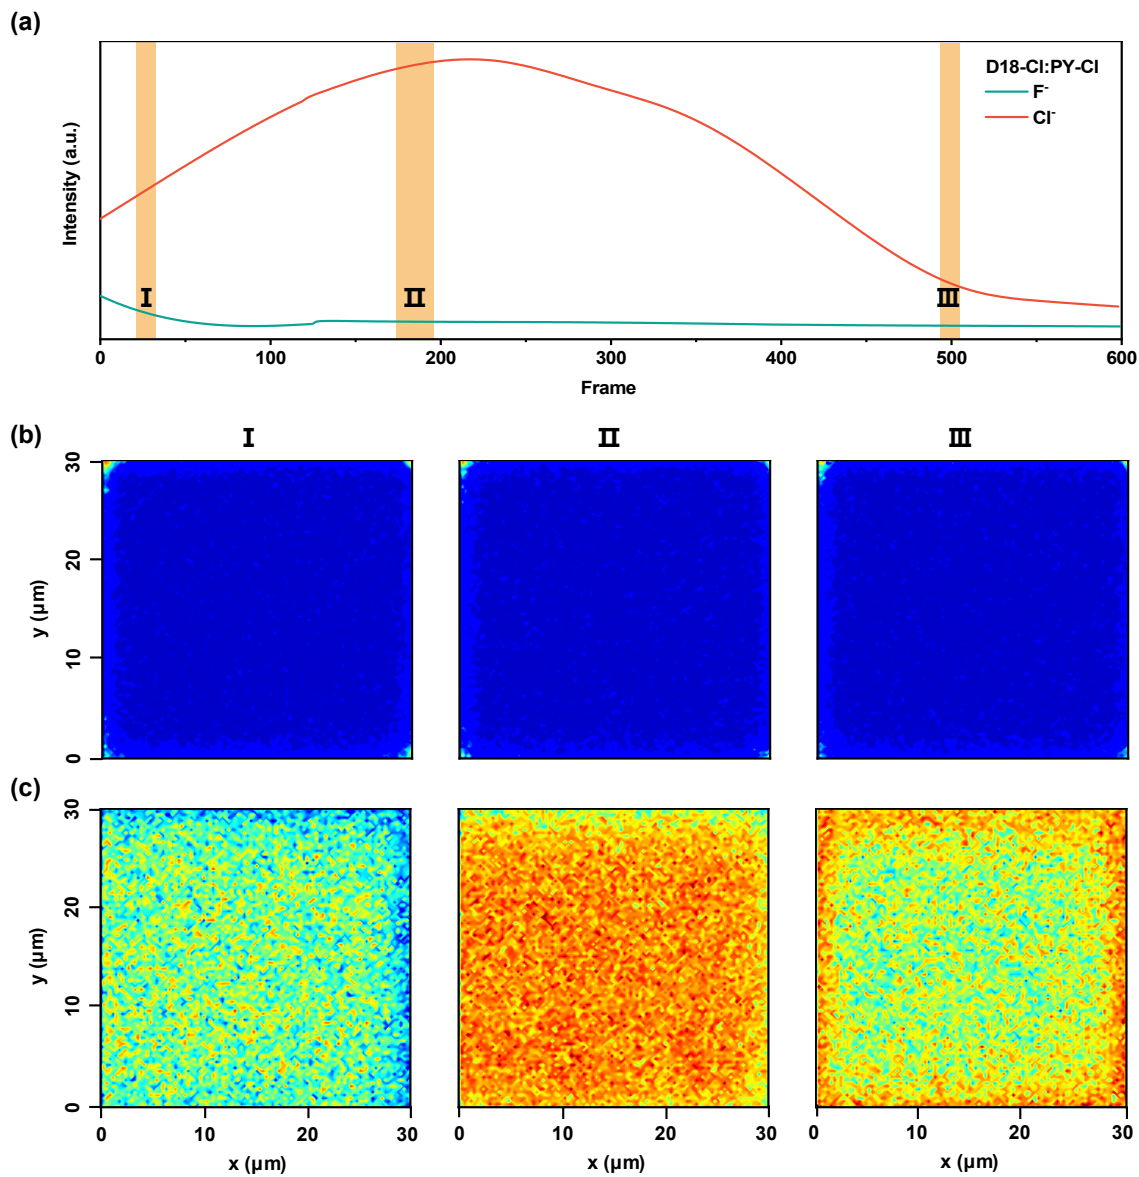 (a)
D18-Cl:PY-Cl
F⁻
Cl⁻
Intensity (a.u.)
I
II
III
0 100 200 300 400 500 600
Frame
(b)
I II III
30
20
10
0
y (μm)
(c)
30
20
10
0
y (μm)
0 10 20 30
0 10 20 30
0 10 20 30
x (μm) x (μm) x (μm)